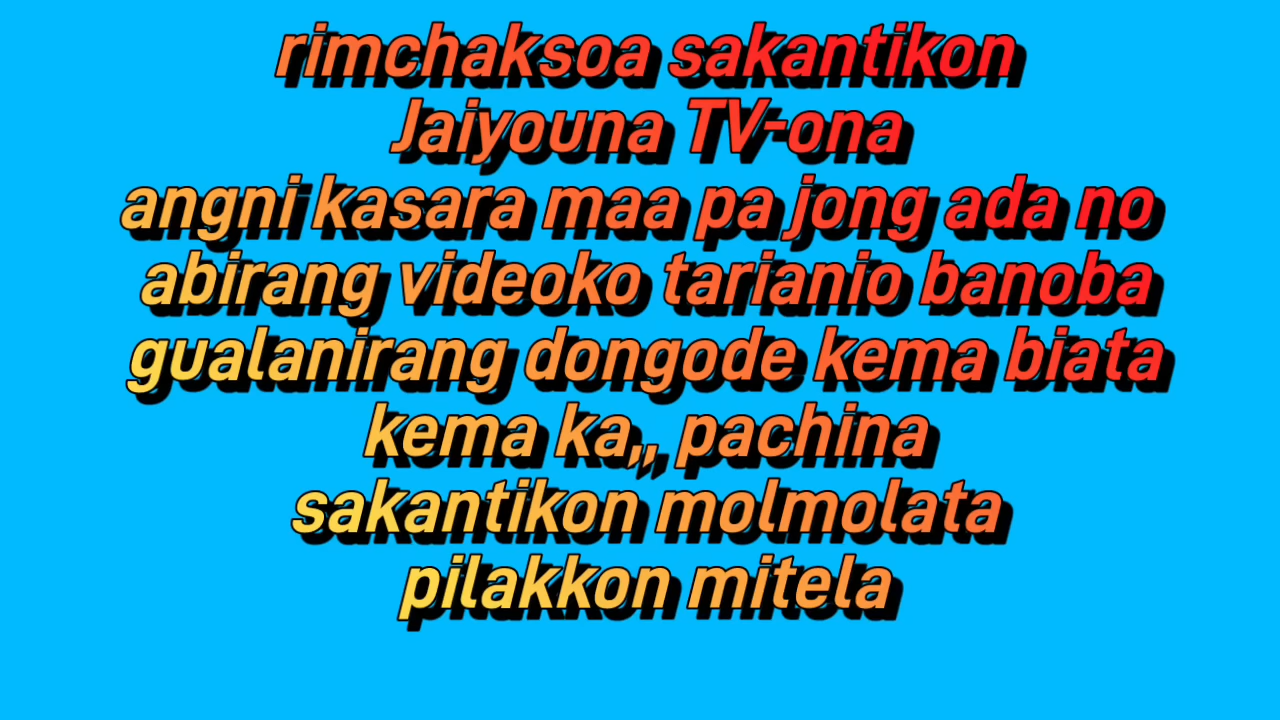 rimchaksoa sakantikon
Jaiyouna TV-ona
angni kasara maa pa jong ada no
abirang videoko tarianio banoba
gualanirang dongode kema biata
kema ka,, pachina
sakantikon molmolata
pilakkon mitela